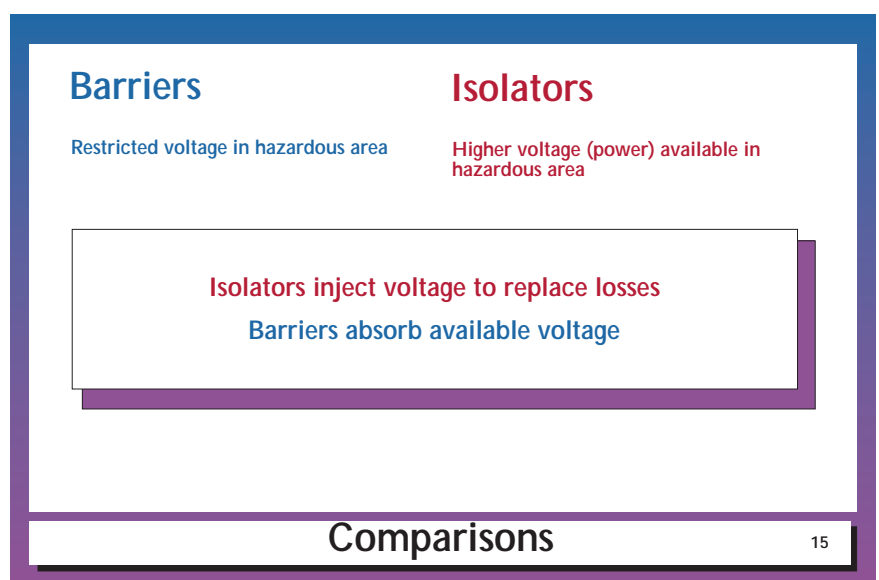 Barriers
Restricted voltage in hazardous area
Isolators
Higher voltage (power) available in
hazardous area
Isolators inject voltage to replace losses
Barriers absorb available voltage
Comparisons
15